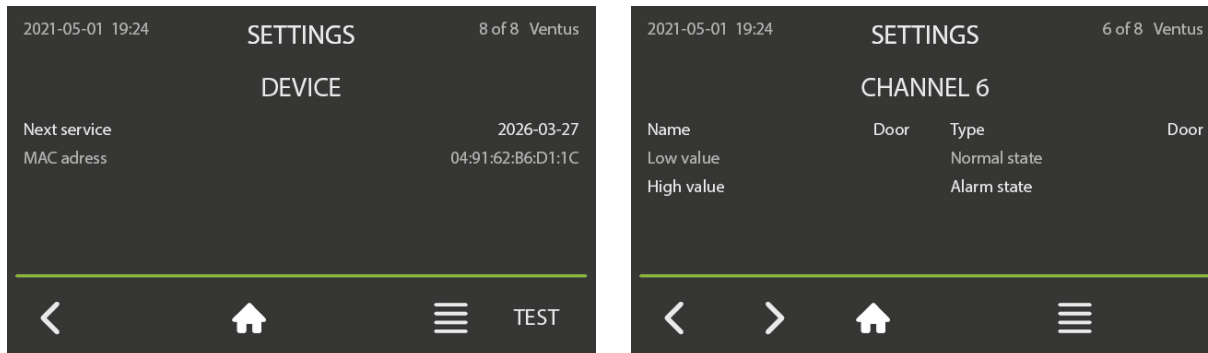 2021-05-01 19:24 SETTINGS 8 of 8 Ventus
DEVICE
Next service 2026-03-27
MAC adress 04:91:62:B6:D1:1C
TEST
2021-05-01 19:24 SETTINGS 6 of 8 Ventus
CHANNEL 6
Name Door Type Door
Low value Normal state
High value Alarm state